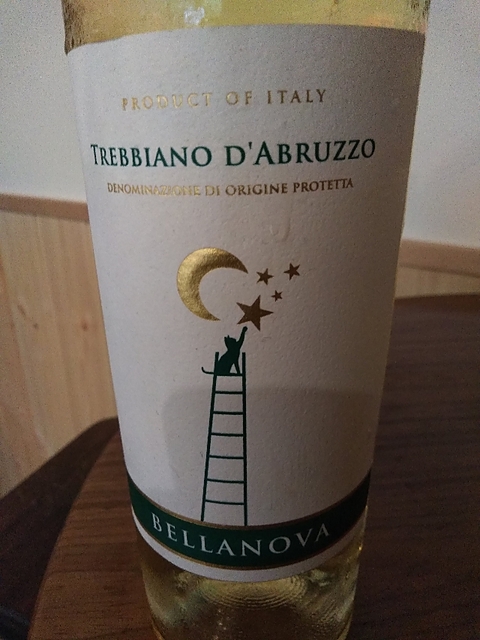 PRODUCT OF ITALY
TREBBIANO D'ABRUZZO
DENOMINAZIONE DI ORIGINE PROTETTA
BELLANOVA